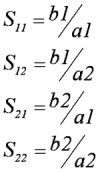 S₁₁ = b1/a1
S₁₂ = b1/a2
S₂₁ = b2/a1
S₂₂ = b2/a2